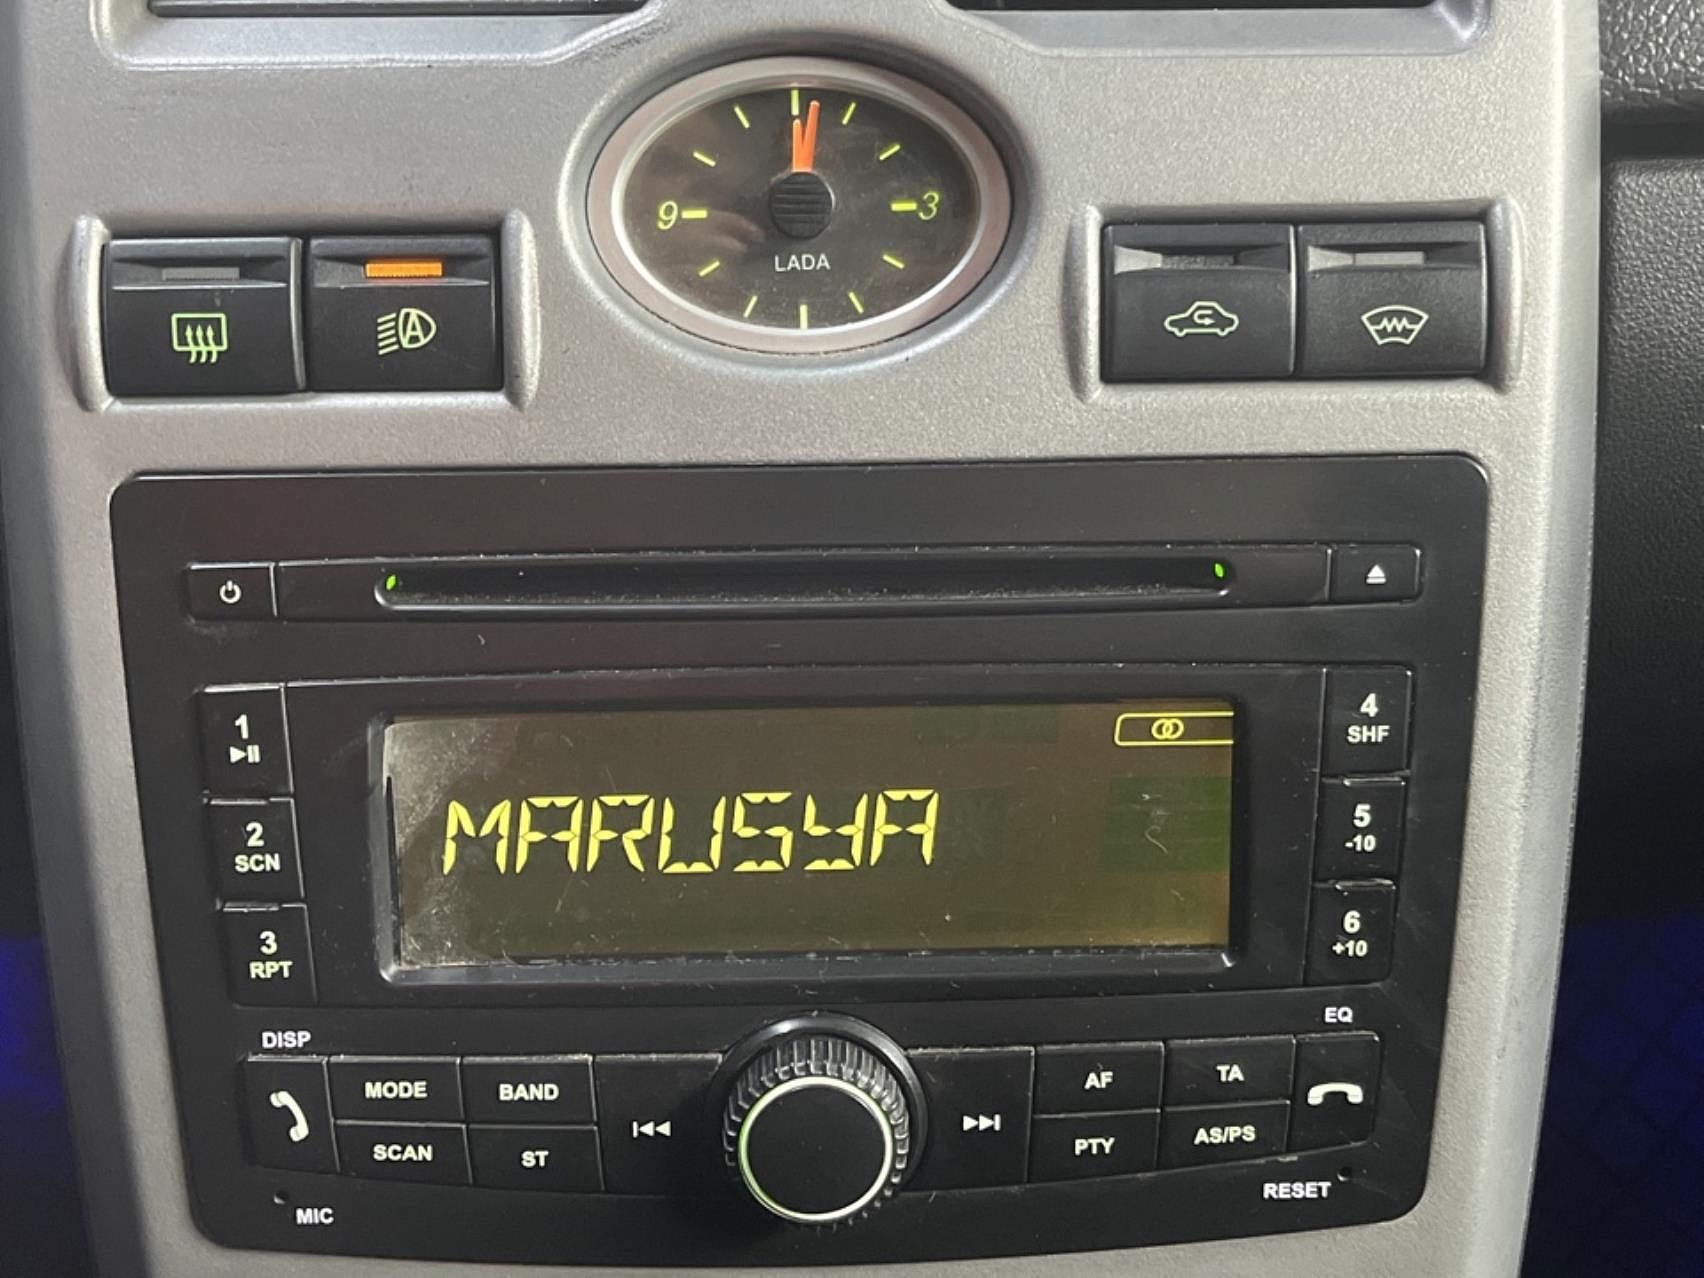 9
3
LADA
A
1
2
SCN
3
RPT
MARUSYA
4
SHF
5
-10
6
+10
DISP
EQ
MODE
BAND
AF
TA
SCAN
ST
PTY
AS/PS
MIC
RESET